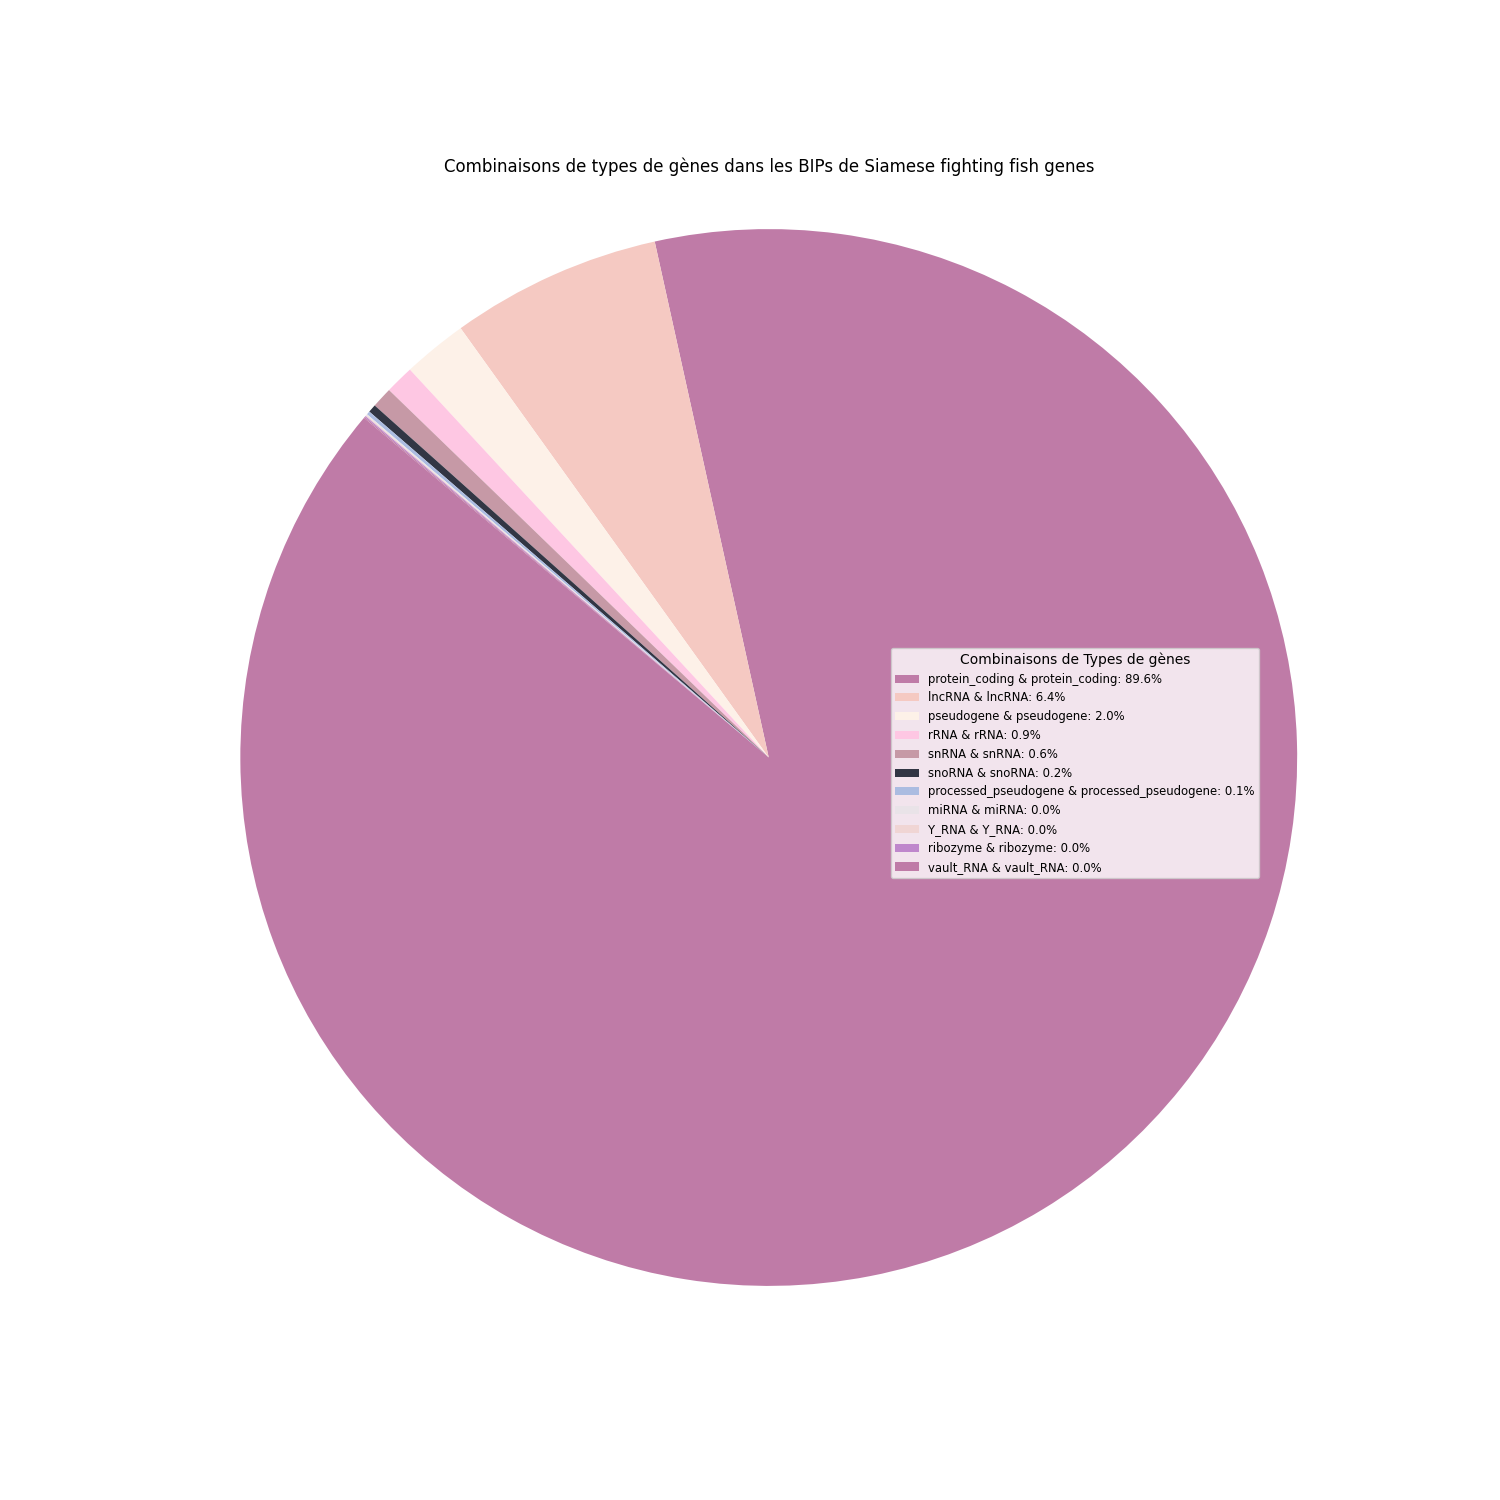 Combinaisons de types de gènes dans les BIPs de Siamese fighting fish genes
Combinaisons de Types de gènes
protein_coding & protein_coding: 89.6%
lncRNA & lncRNA: 6.4%
pseudogene & pseudogene: 2.0%
rRNA & rRNA: 0.9%
snRNA & snRNA: 0.6%
snoRNA & snoRNA: 0.2%
processed_pseudogene & processed_pseudogene: 0.1%
miRNA & miRNA: 0.0%
Y_RNA & Y_RNA: 0.0%
ribozyme & ribozyme: 0.0%
vault_RNA & vault_RNA: 0.0%